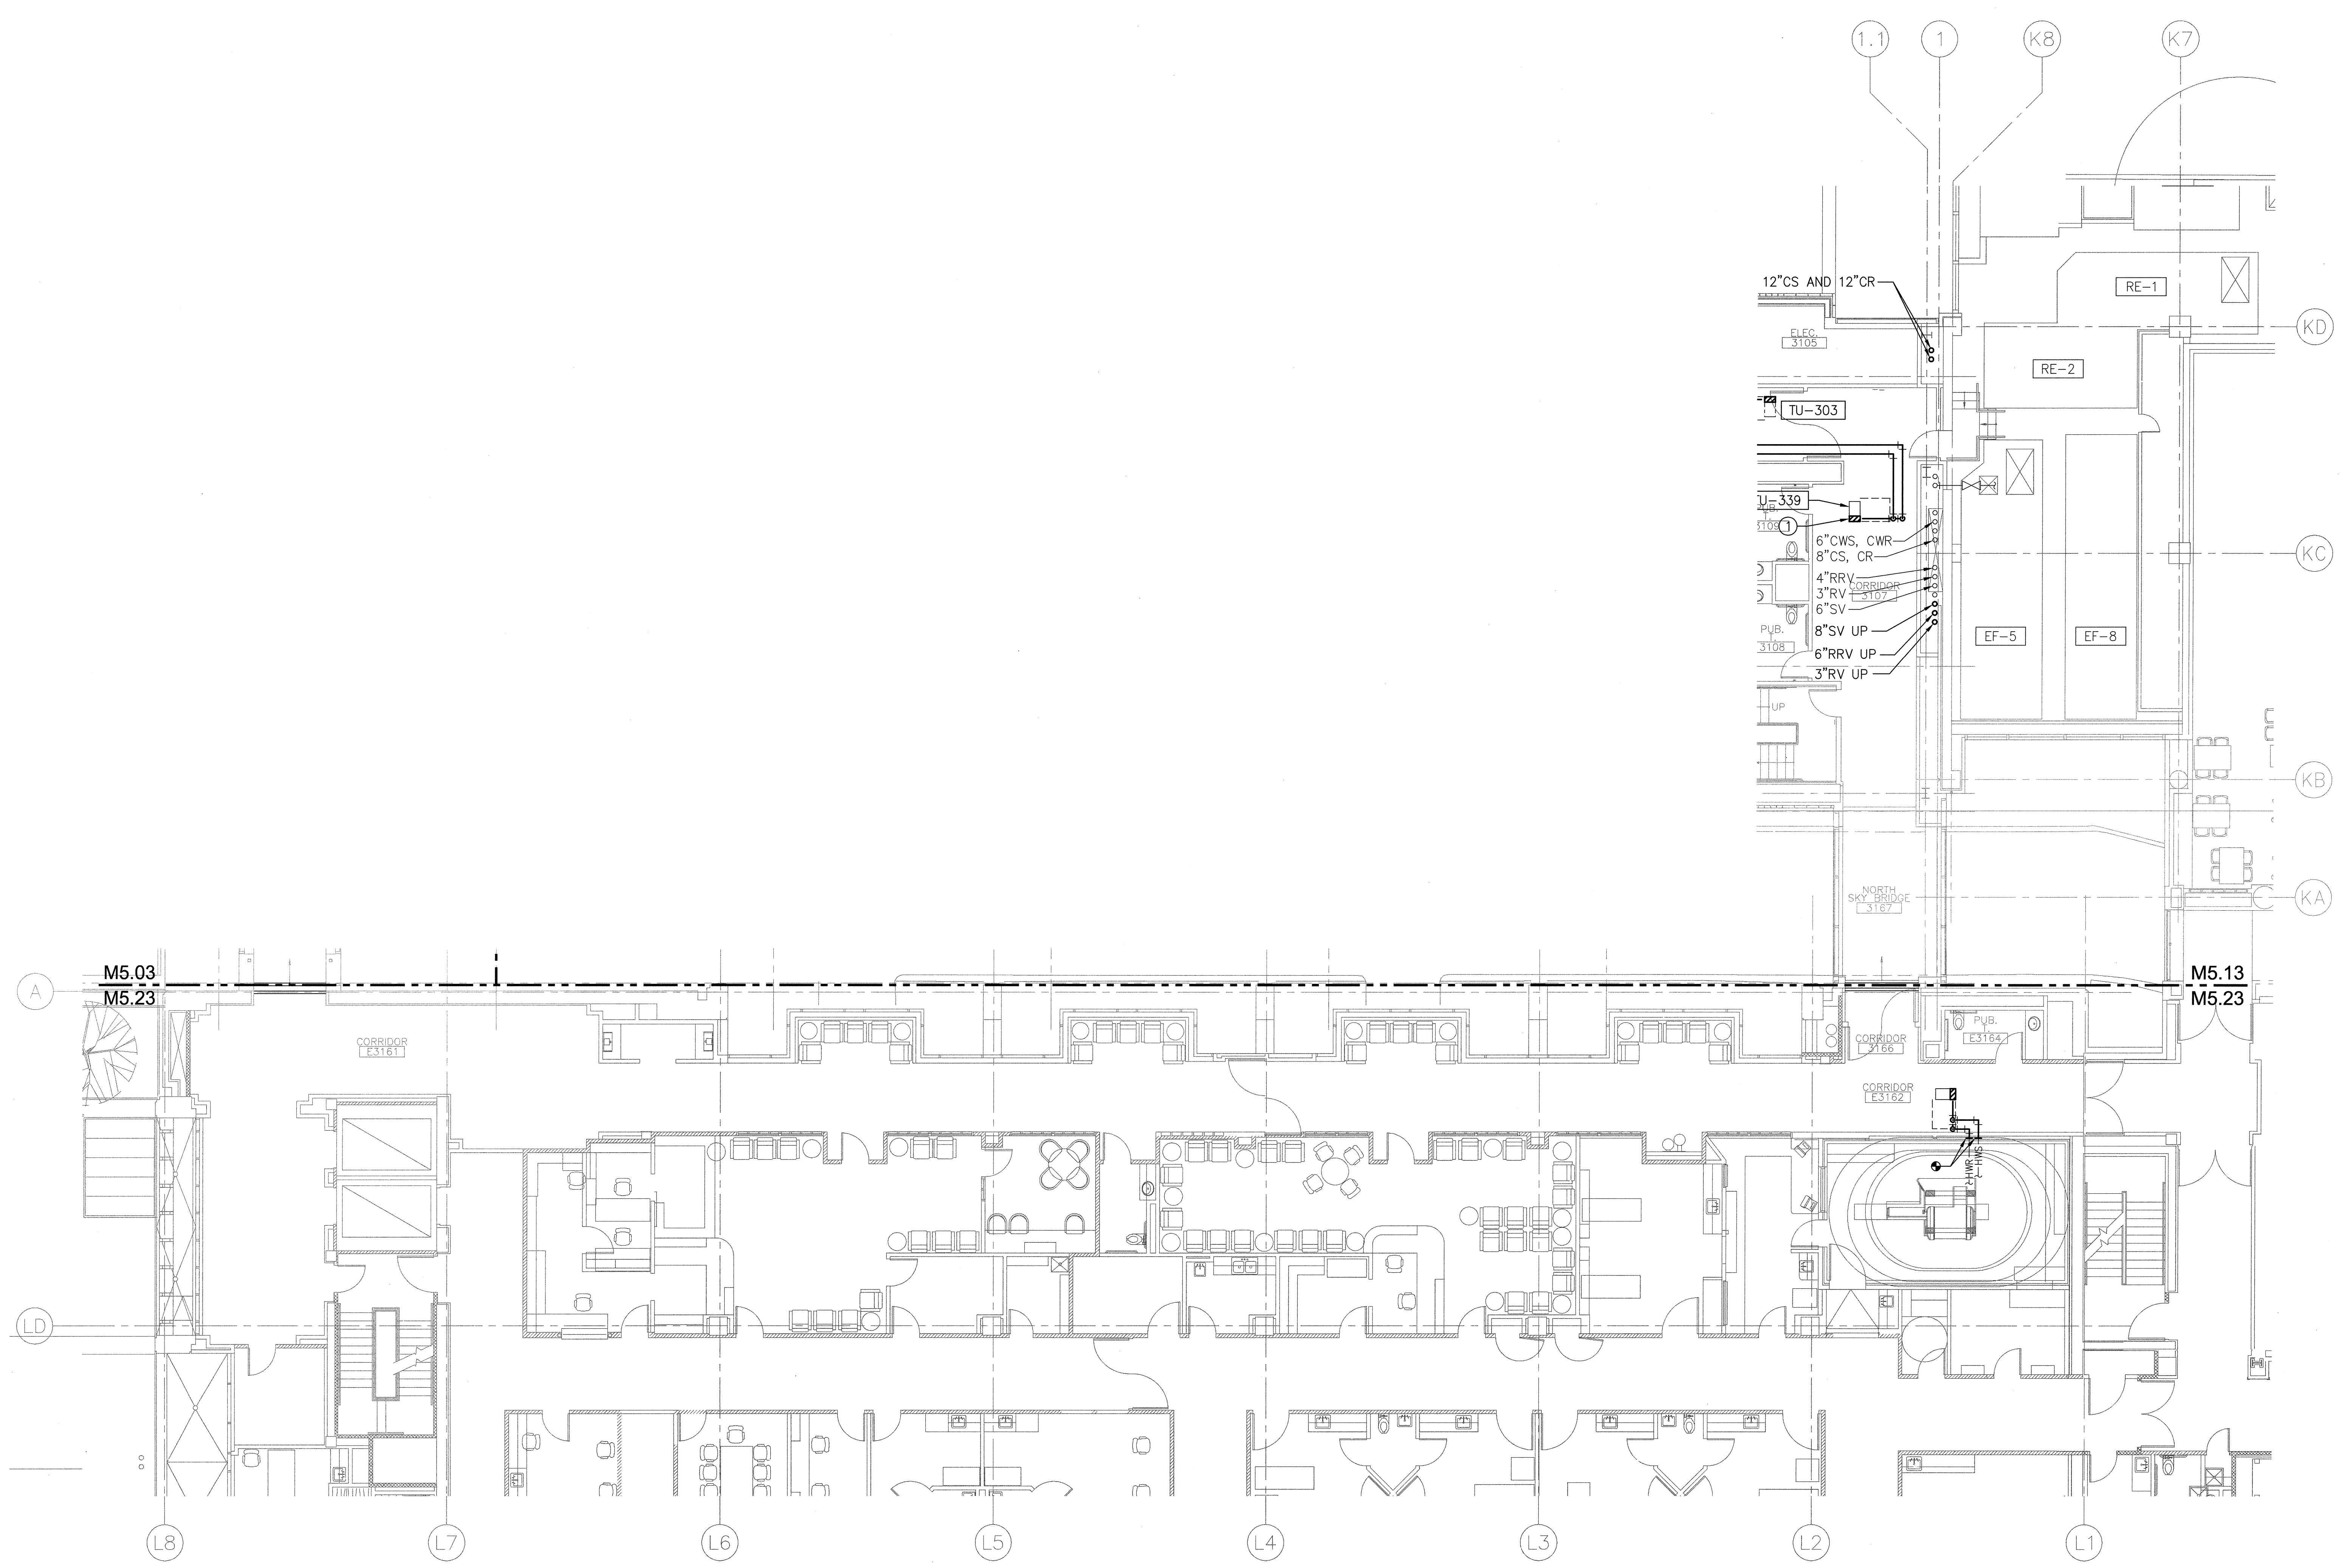 1.1
1
K8
K7
12"CS AND 12"CR
RE-1
KD
ELEC.
3105
RE-2
TU-303
TU-339
PUB.
T.
3109
1
6"CWS, CWR
8"CS, CR
KC
4"RRV
CORRIDOR
3107
3"RV
6"SV
8"SV UP
PUB.
T.
3108
EF-5
EF-8
6"RRV UP
3"RV UP
UP
KB
NORTH
SKY BRIDGE
3167
KA
M5.03
M5.23
M5.13
M5.23
A
CORRIDOR
E3161
CORRIDOR
3166
PUB.
T.
E3164
CORRIDOR
E3162
RWH
SWH
LD
L8
L7
L6
L5
L4
L3
L2
L1